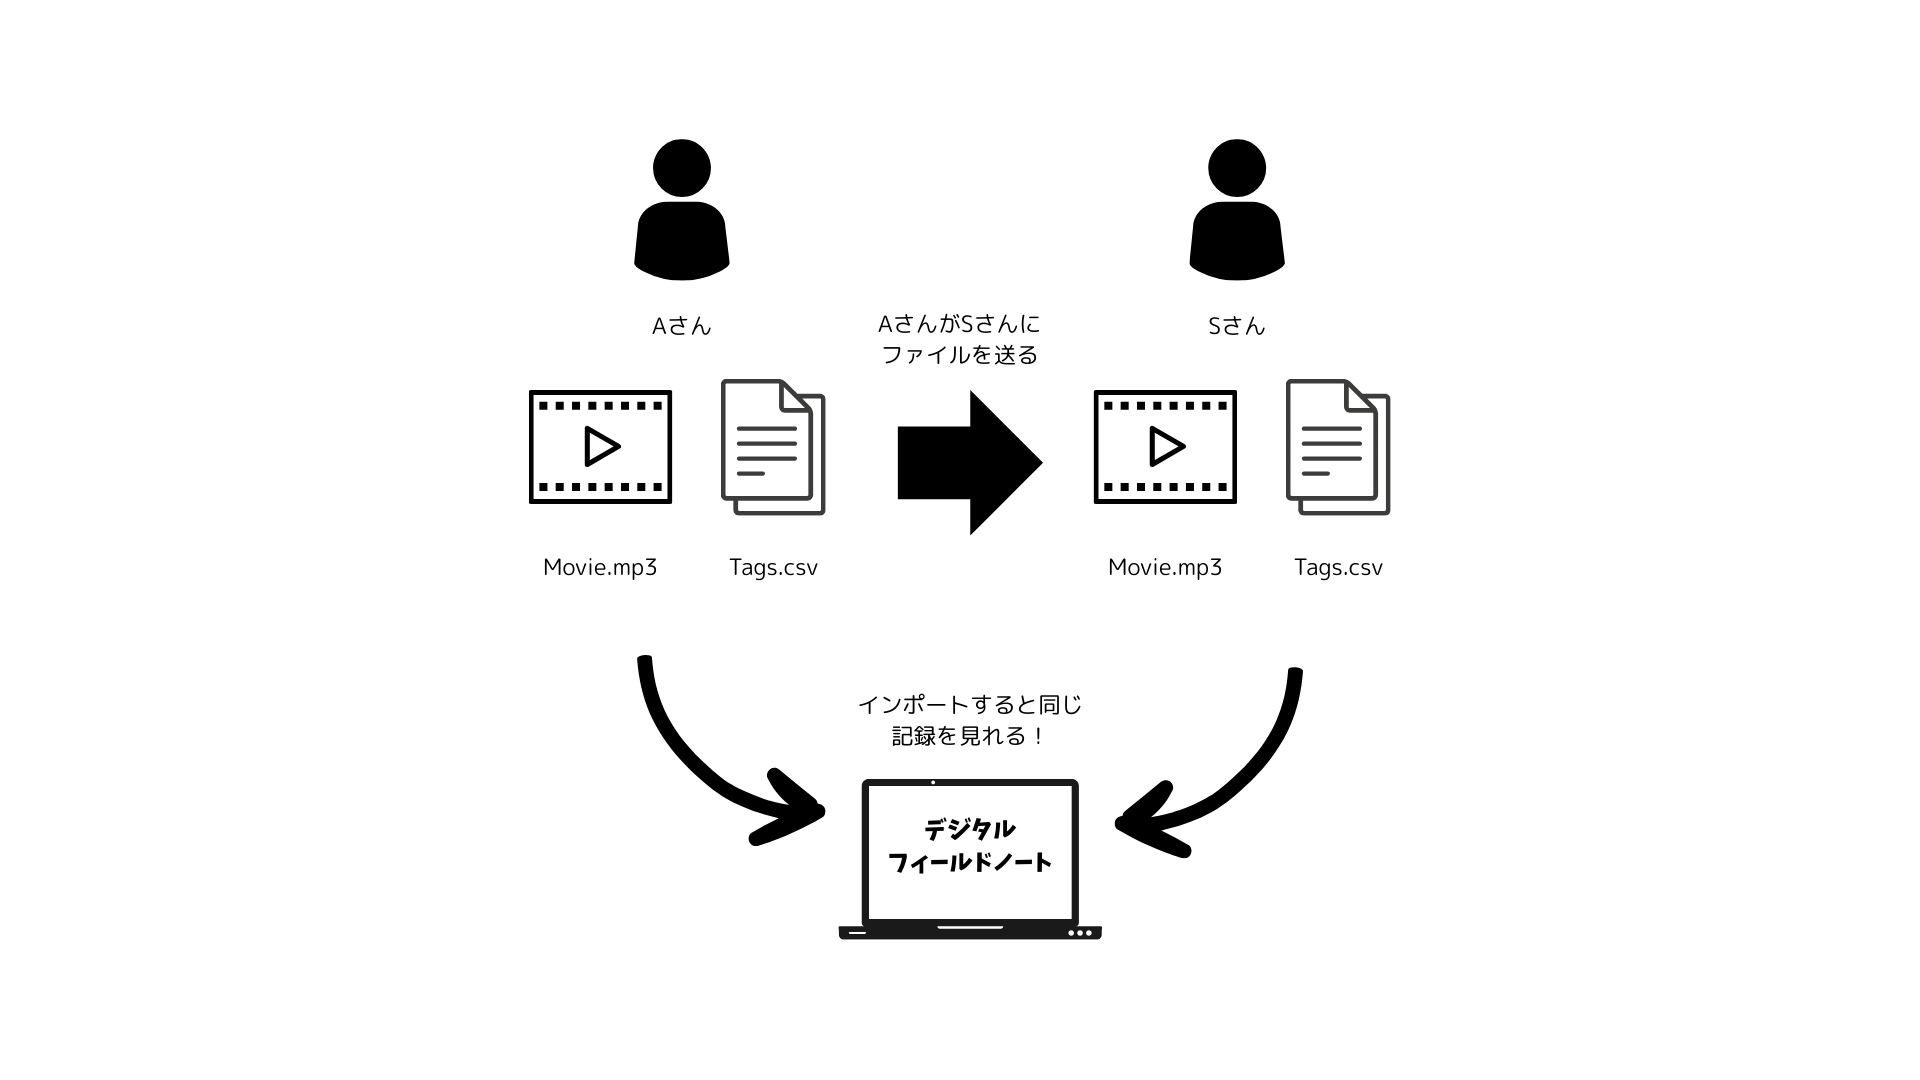 Aさん
AさんがSさんに
ファイルを送る
Sさん
Movie.mp3
Tags.csv
Movie.mp3
Tags.csv
インポートすると同じ
記録を見れる！
デジタル
フィールドノート